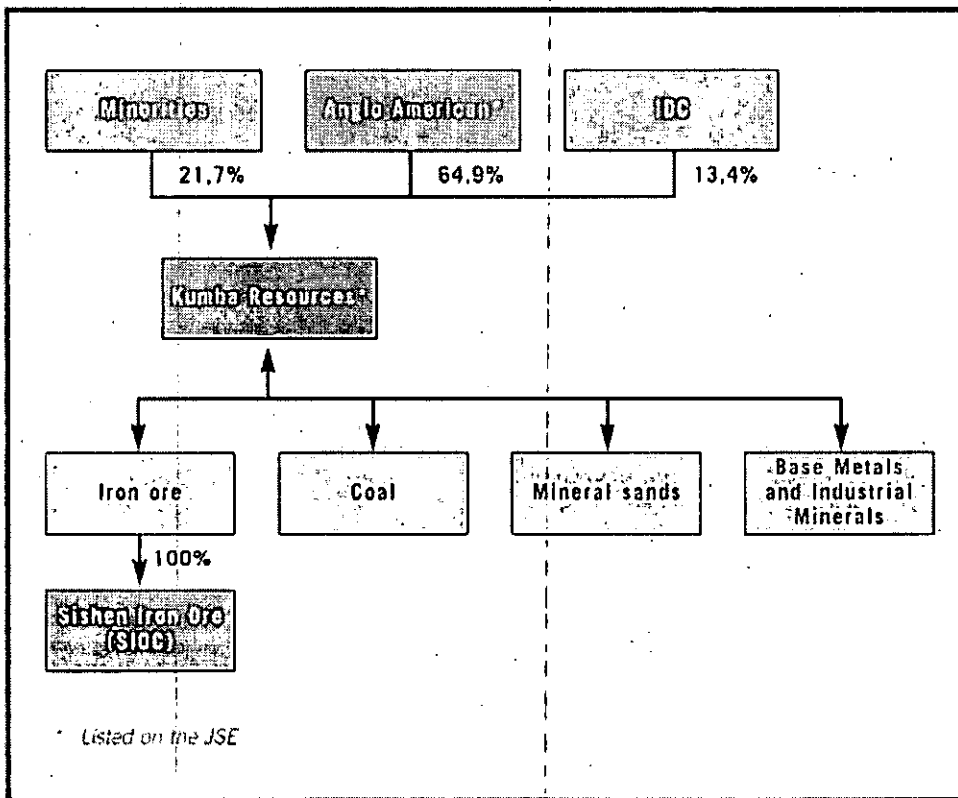 Minorities
Anglo American*
IDC
21,7%
64,9%
13,4%
Kumba Resources*
Iron ore
Coal
Mineral sands
Base Metals
and Industrial
Minerals
100%
Sishen Iron Ore
(SIOC)
* Listed on the JSE